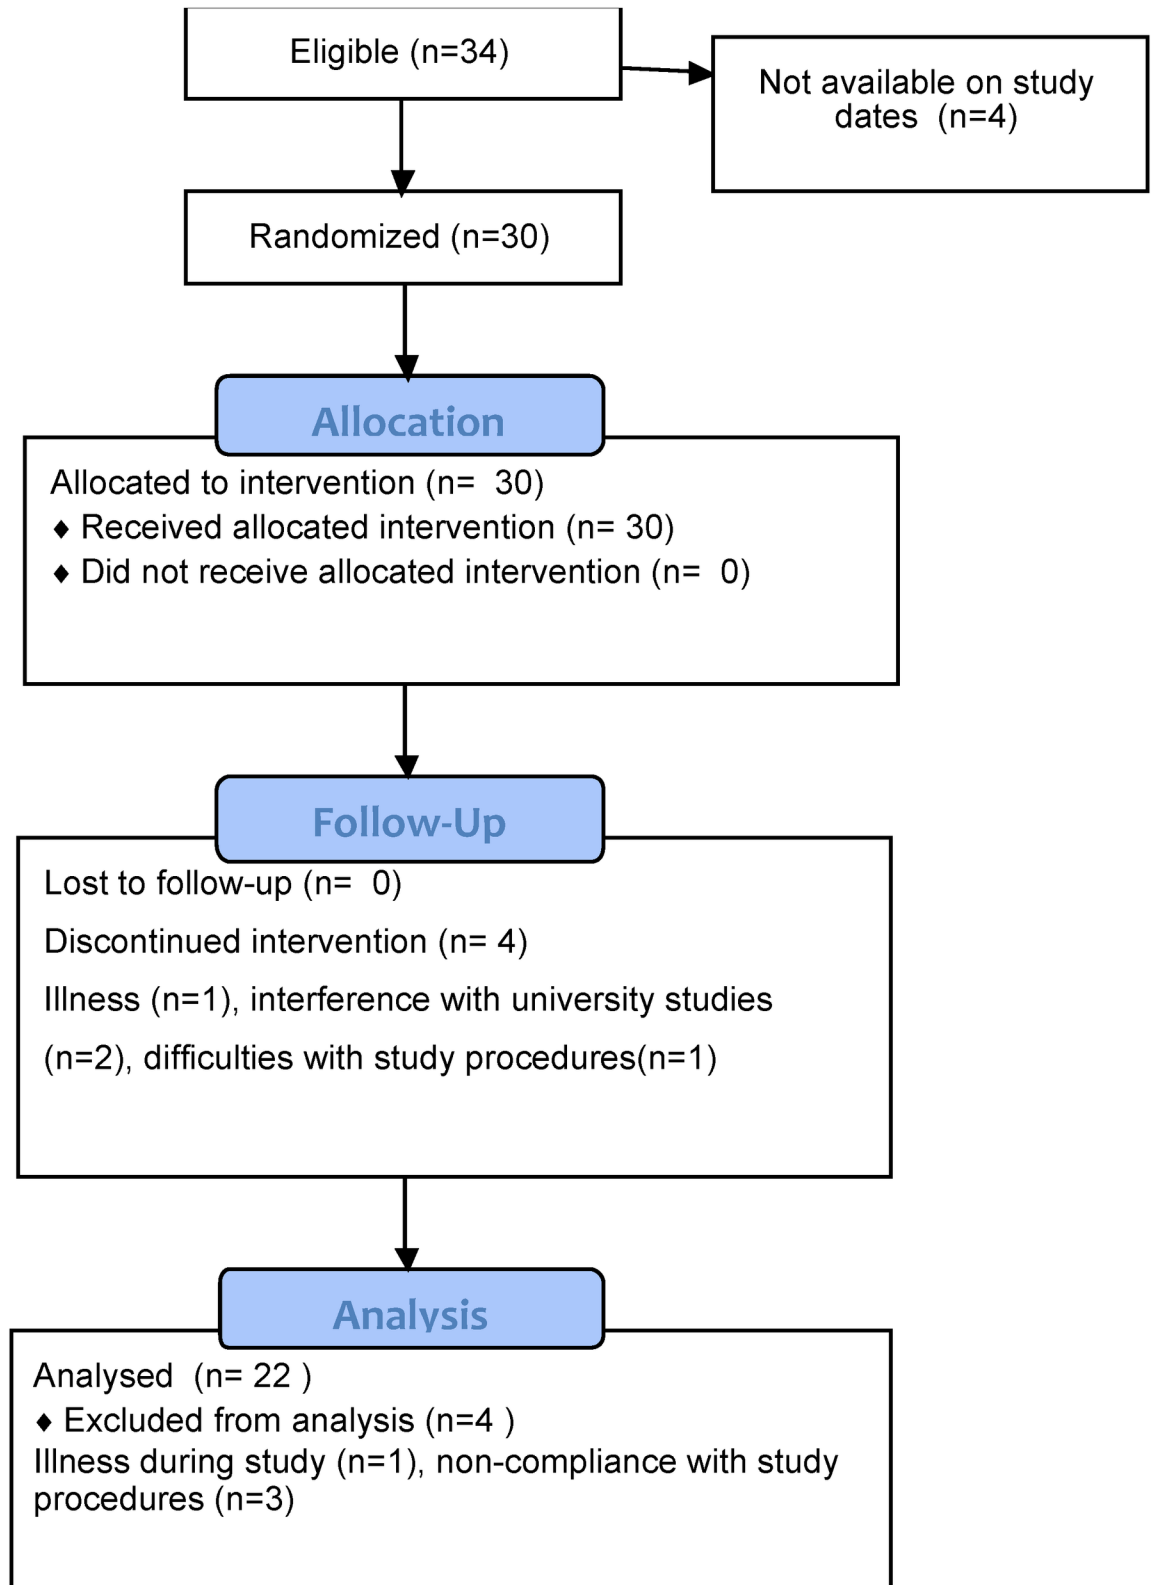 Eligible (n=34)
Not available on study
dates  (n=4)
Randomized (n=30)
Allocation
Allocated to intervention (n=  30)
♦ Received allocated intervention (n= 30)
♦ Did not receive allocated intervention (n=  0)
Follow-Up
Lost to follow-up (n=  0)
Discontinued intervention (n= 4)
Illness (n=1), interference with university studies
(n=2), difficulties with study procedures(n=1)
Analysis
Analysed  (n= 22 )
♦ Excluded from analysis (n=4 )
Illness during study (n=1), non-compliance with study
procedures (n=3)